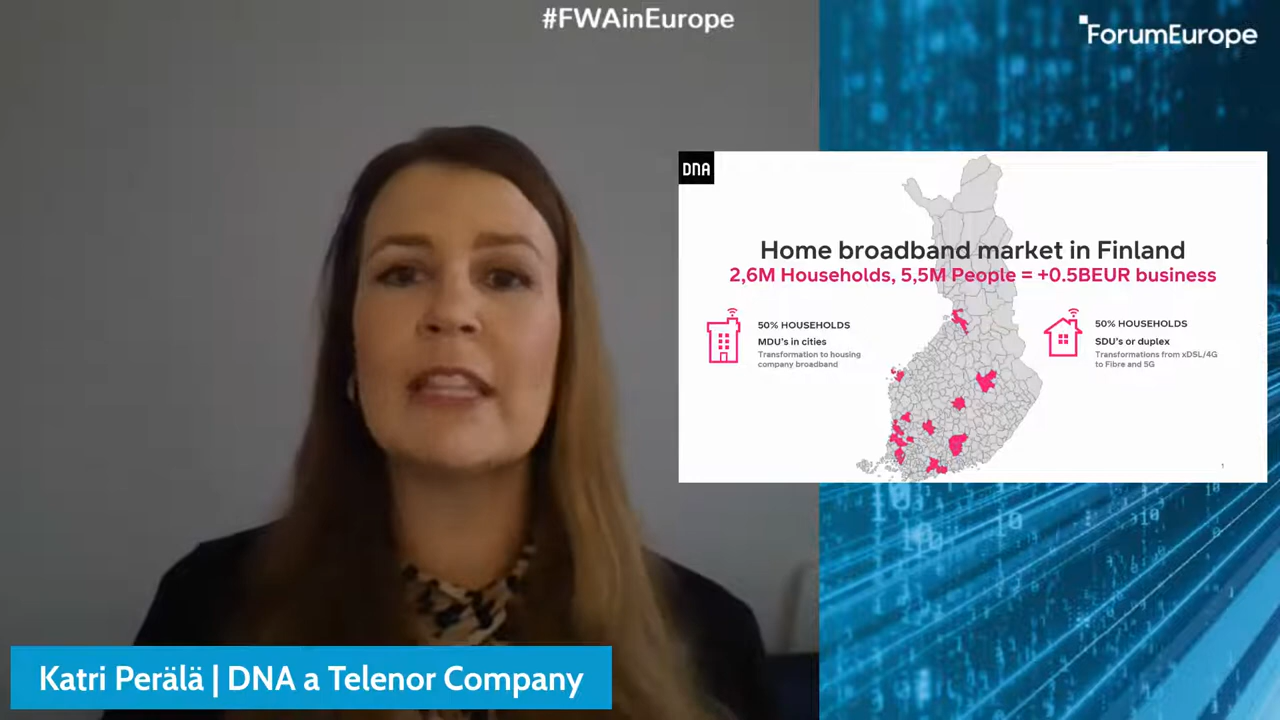 #FWAinEurope
ForumEurope
DNA
Home broadband market in Finland
2,6M Households, 5,5M People = +0.5BEUR business
50% HOUSEHOLDS
MDU's in cities
Transformation to housing
company broadband
50% HOUSEHOLDS
SDU's or duplex
Transformations from xDSL/4G
to Fibre and 5G
1
Katri Perälä | DNA a Telenor Company